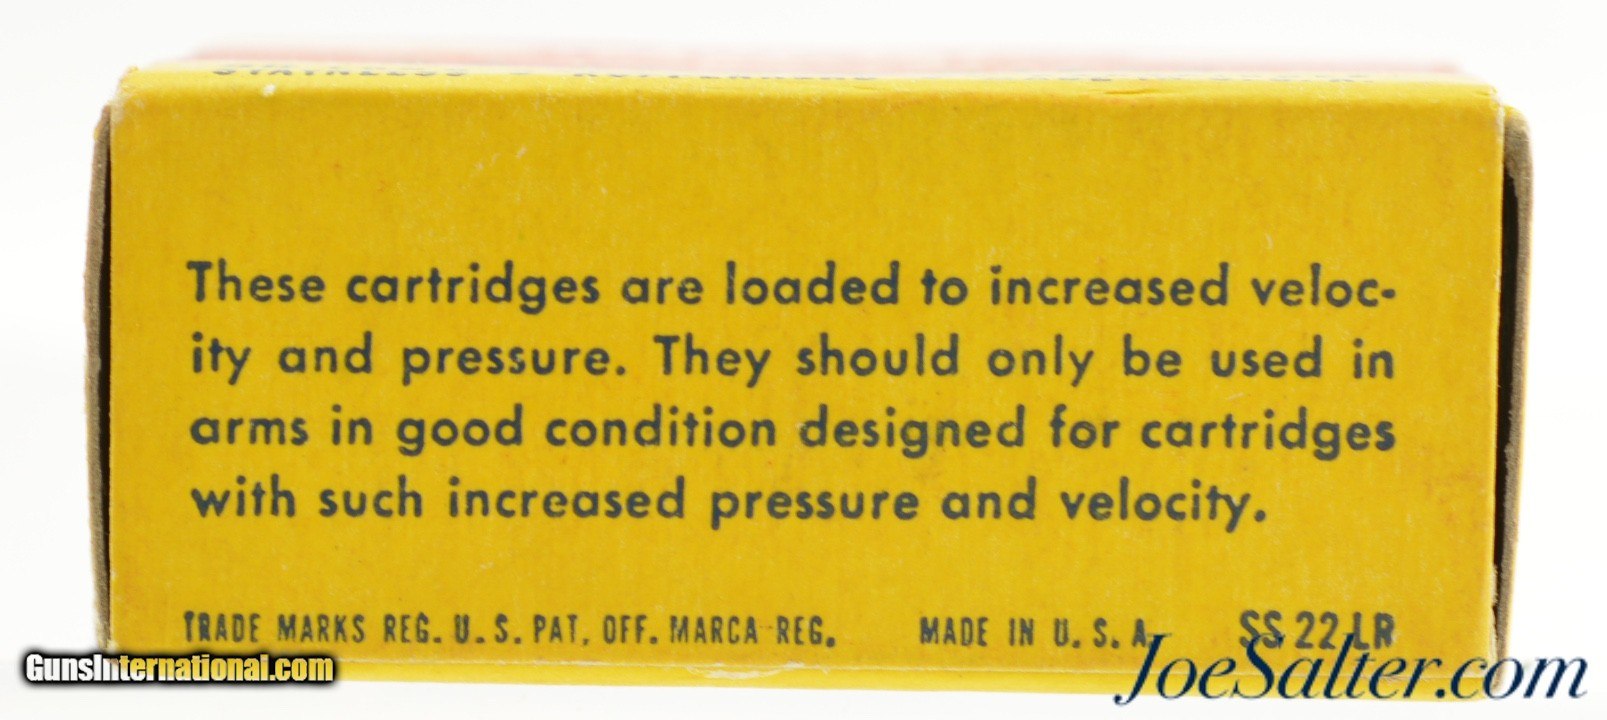 These cartridges are loaded to increased veloc-
ity and pressure. They should only be used in
arms in good condition designed for cartridges
with such increased pressure and velocity.
TRADE MARKS REG. U. S. PAT. OFF. MARCA REG. MADE IN U. S. A. SS 22 LR
GunsInternational.com
JoeSalter.com